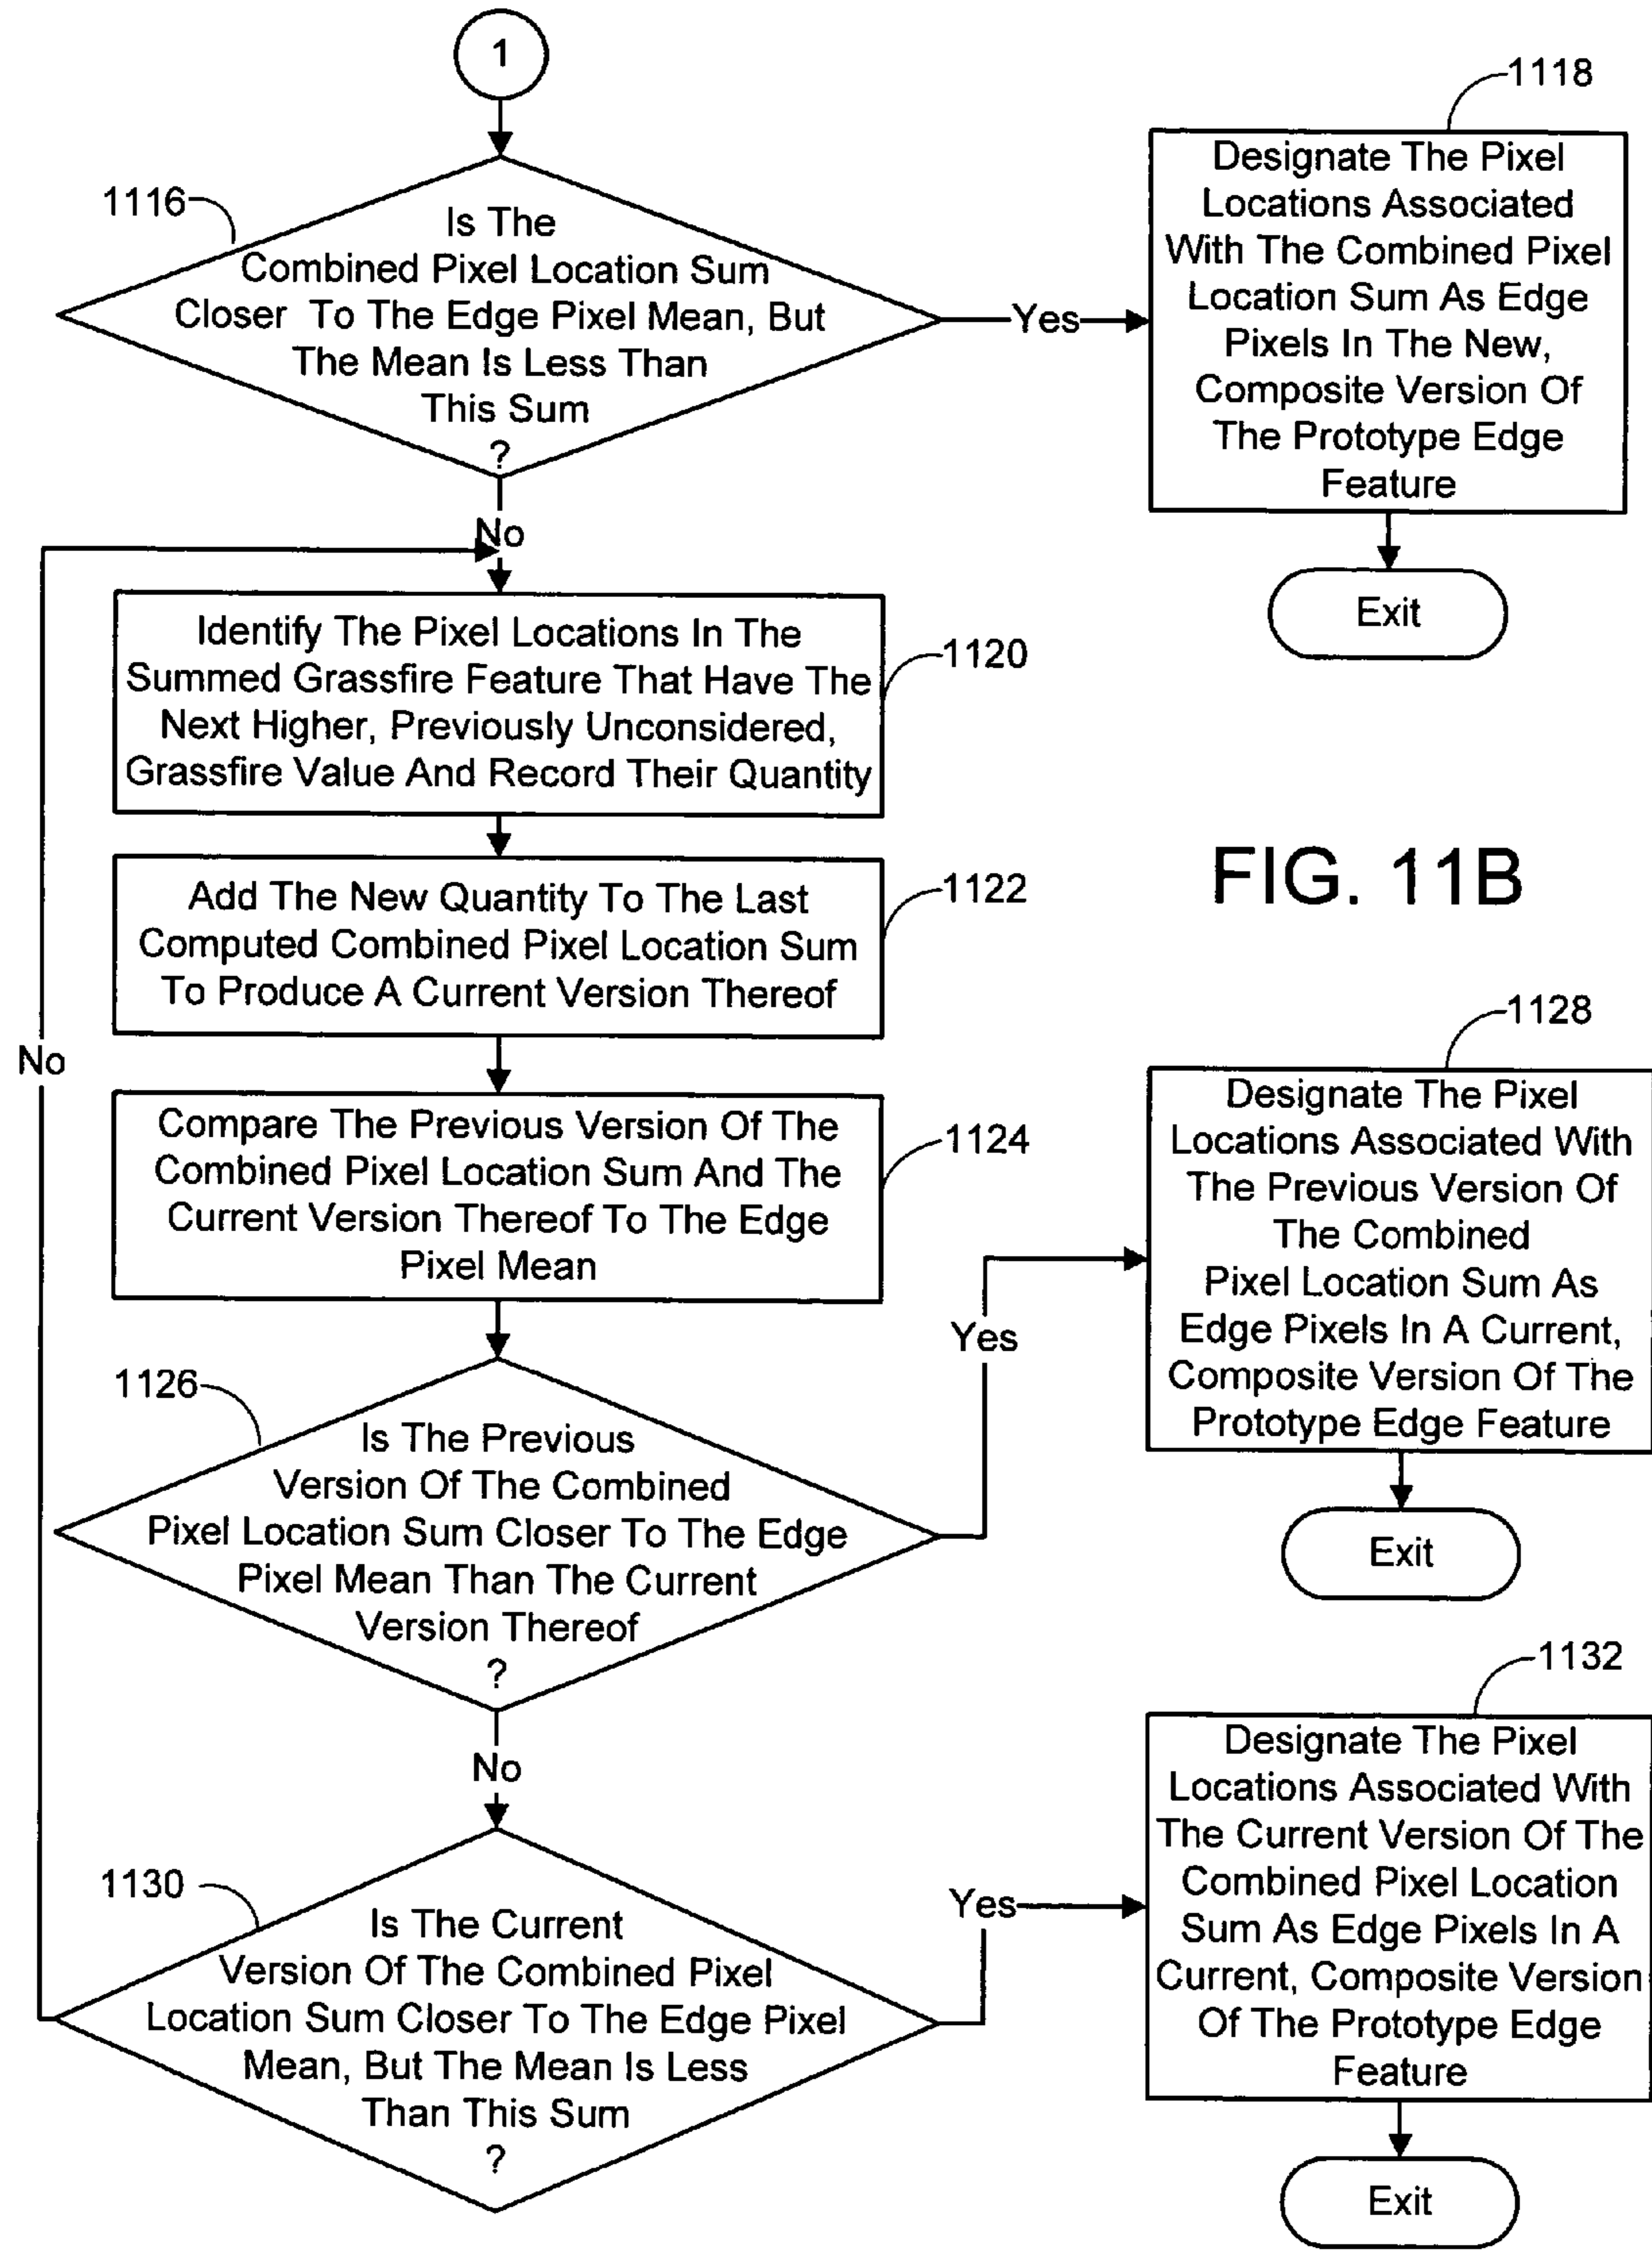 1
1116
Is The
Combined Pixel Location Sum
Closer To The Edge Pixel Mean, But
The Mean Is Less Than
This Sum
?
Yes
No
1118
Designate The Pixel
Locations Associated
With The Combined Pixel
Location Sum As Edge
Pixels In The New,
Composite Version Of
The Prototype Edge
Feature
Exit
1120
Identify The Pixel Locations In The
Summed Grassfire Feature That Have The
Next Higher, Previously Unconsidered,
Grassfire Value And Record Their Quantity
1122
Add The New Quantity To The Last
Computed Combined Pixel Location Sum
To Produce A Current Version Thereof
FIG. 11B
No
1124
Compare The Previous Version Of The
Combined Pixel Location Sum And The
Current Version Thereof To The Edge
Pixel Mean
1126
Is The Previous
Version Of The Combined
Pixel Location Sum Closer To The Edge
Pixel Mean Than The Current
Version Thereof
?
Yes
No
1128
Designate The Pixel
Locations Associated With
The Previous Version Of
The Combined
Pixel Location Sum As
Edge Pixels In A Current,
Composite Version Of The
Prototype Edge Feature
Exit
1130
Is The Current
Version Of The Combined Pixel
Location Sum Closer To The Edge Pixel
Mean, But The Mean Is Less
Than This Sum
?
Yes
1132
Designate The Pixel
Locations Associated With
The Current Version Of The
Combined Pixel Location
Sum As Edge Pixels In A
Current, Composite Version
Of The Prototype Edge
Feature
Exit